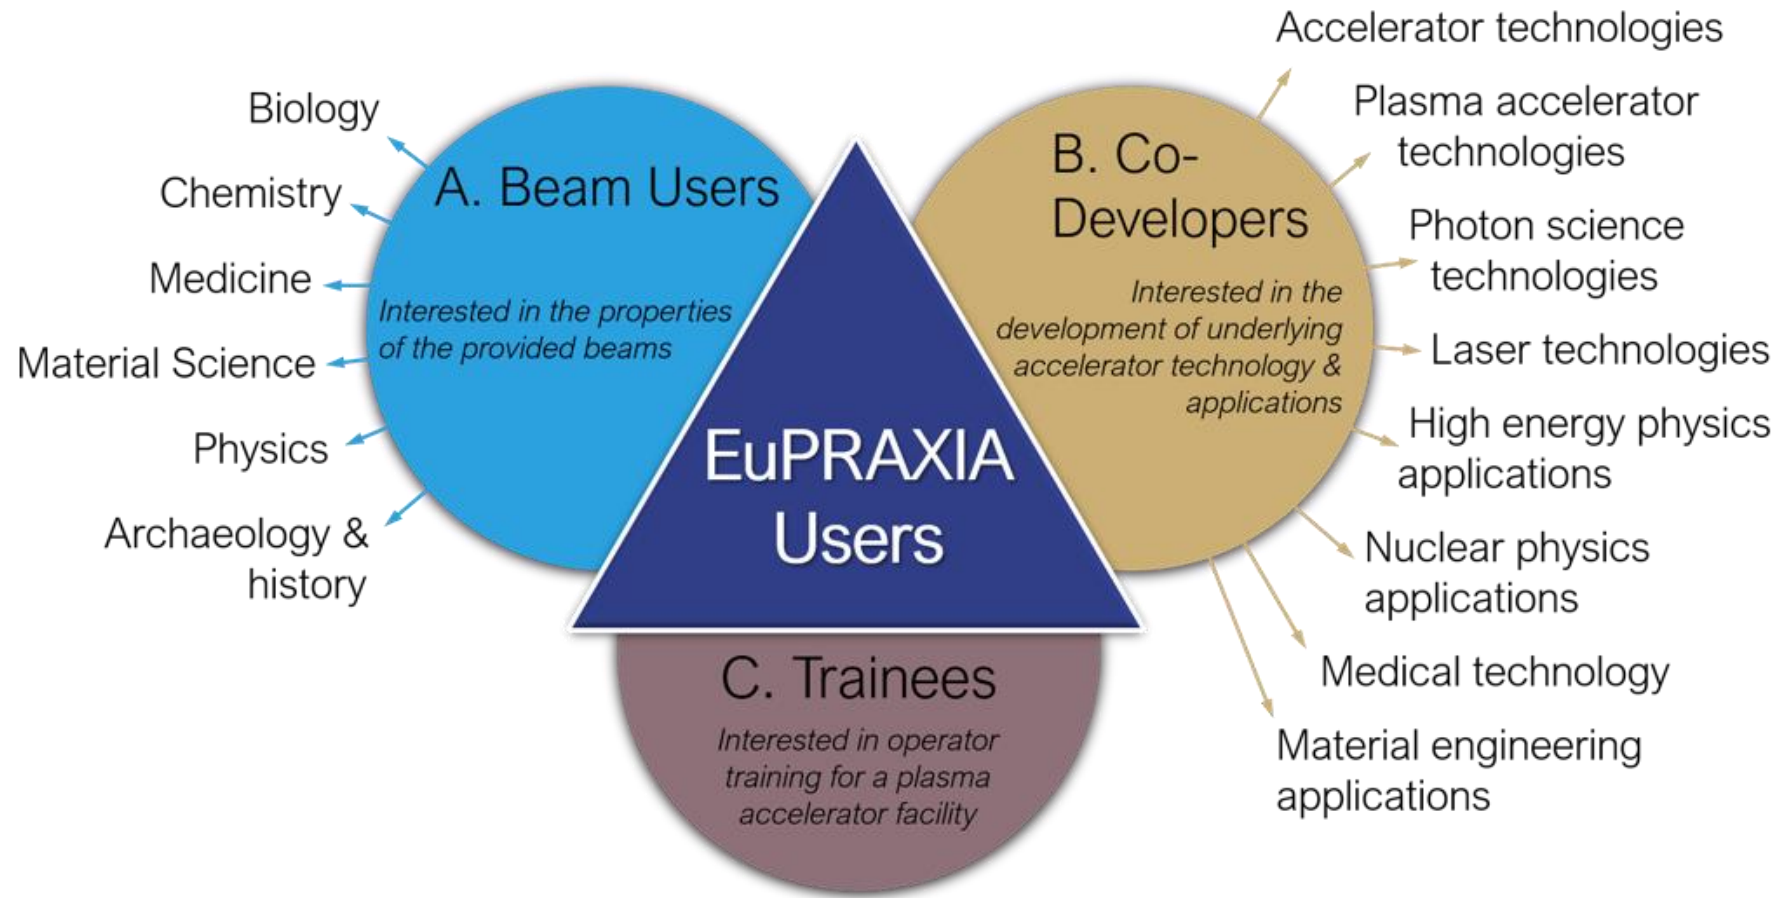 Biology
Chemistry
Medicine
Material Science
Physics
Archaeology &
history
A. Beam Users
Interested in the properties
of the provided beams
EuPRAXIA
Users
B. Co-
Developers
Interested in the
development of underlying
accelerator technology &
applications
Accelerator technologies
Plasma accelerator
technologies
Photon science
technologies
Laser technologies
High energy physics
applications
Nuclear physics
applications
Medical technology
Material engineering
applications
C. Trainees
Interested in operator
training for a plasma
accelerator facility